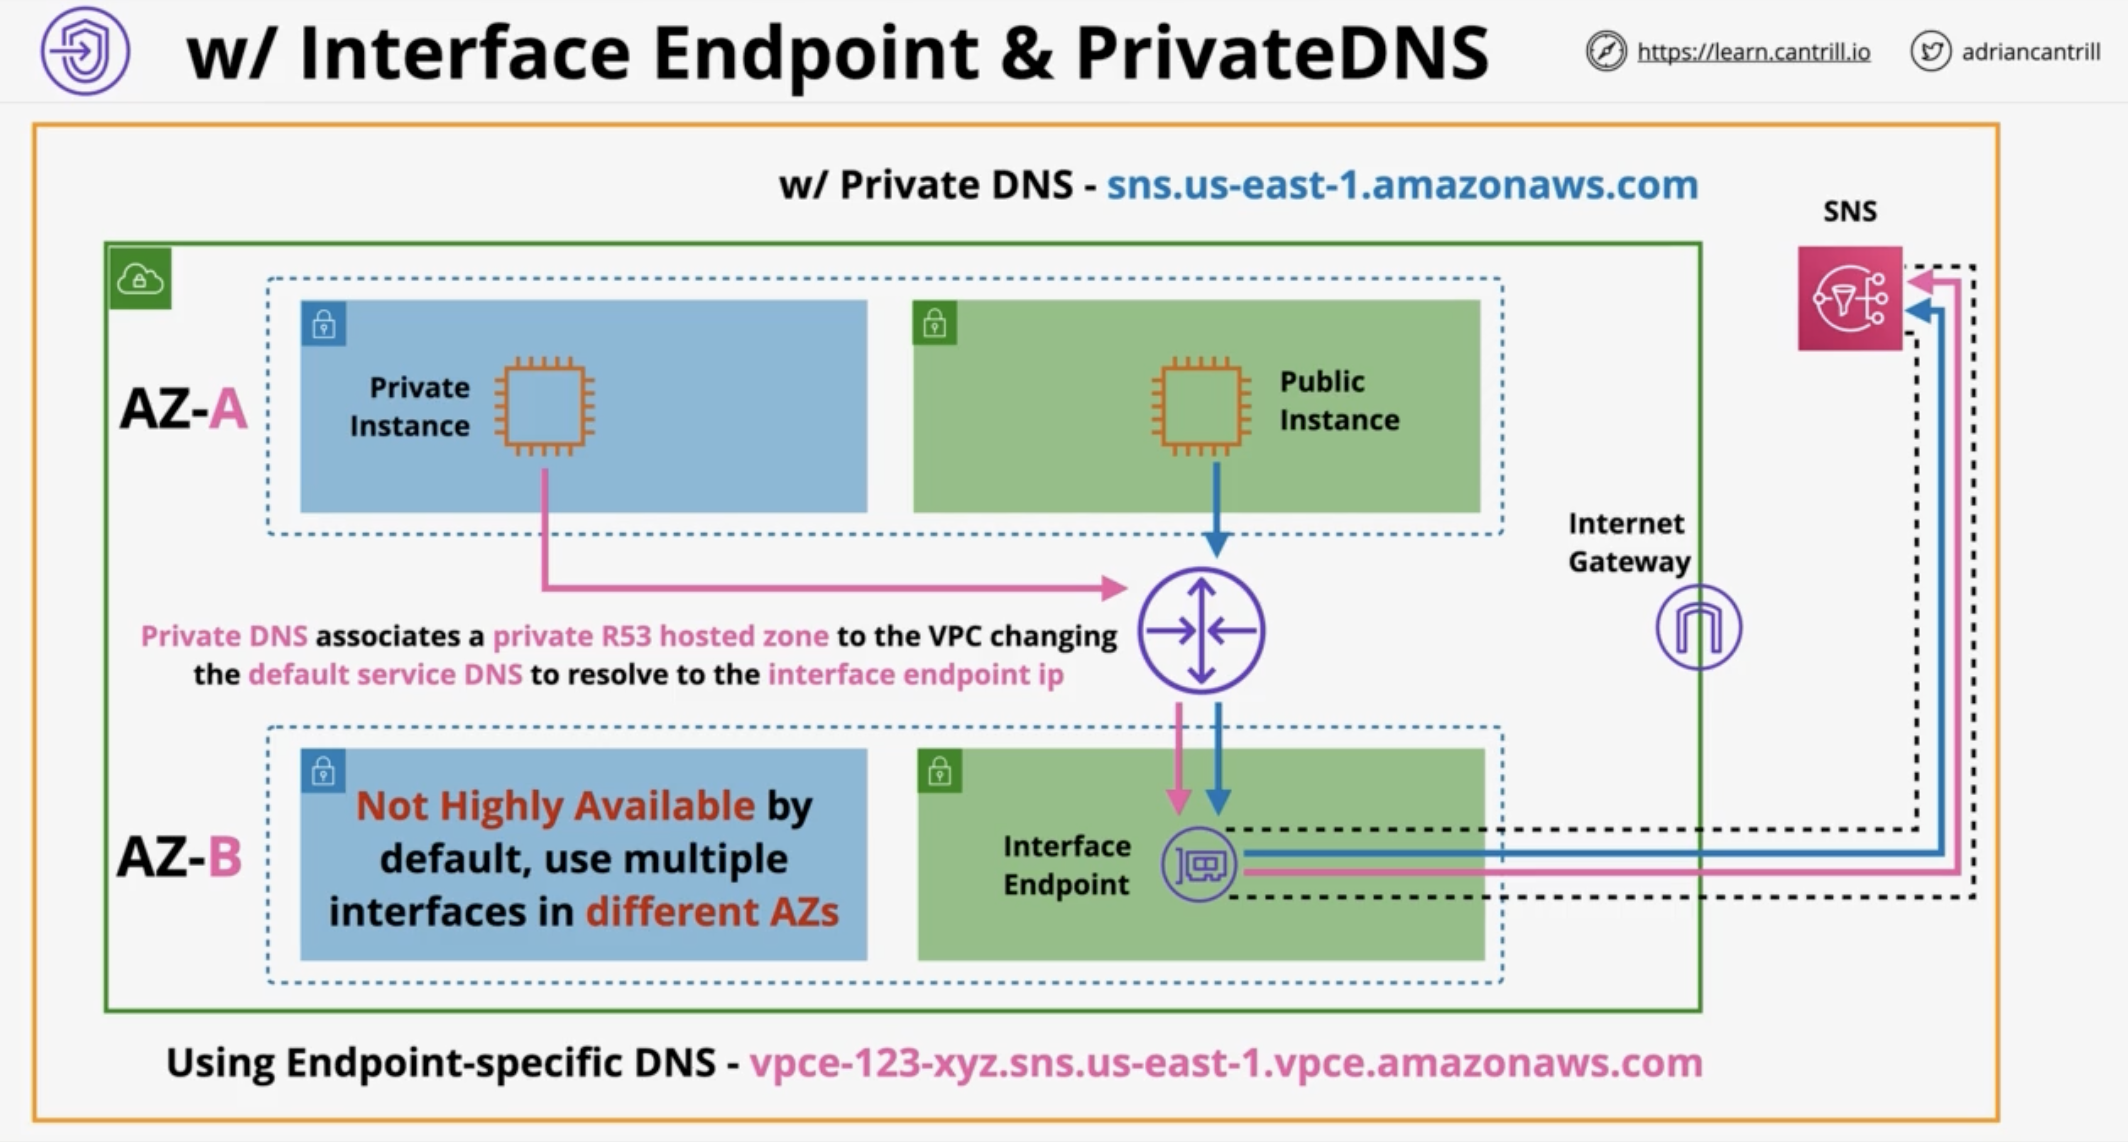 w/ Interface Endpoint & PrivateDNS
https://learn.cantrill.io
adriancantrill
w/ Private DNS - sns.us-east-1.amazonaws.com
SNS
AZ-A
Private
Instance
Public
Instance
Internet
Gateway
Private DNS associates a private R53 hosted zone to the VPC changing
the default service DNS to resolve to the interface endpoint ip
AZ-B
Not Highly Available by
default, use multiple
interfaces in different AZs
Interface
Endpoint
Using Endpoint-specific DNS - vpce-123-xyz.sns.us-east-1.vpce.amazonaws.com